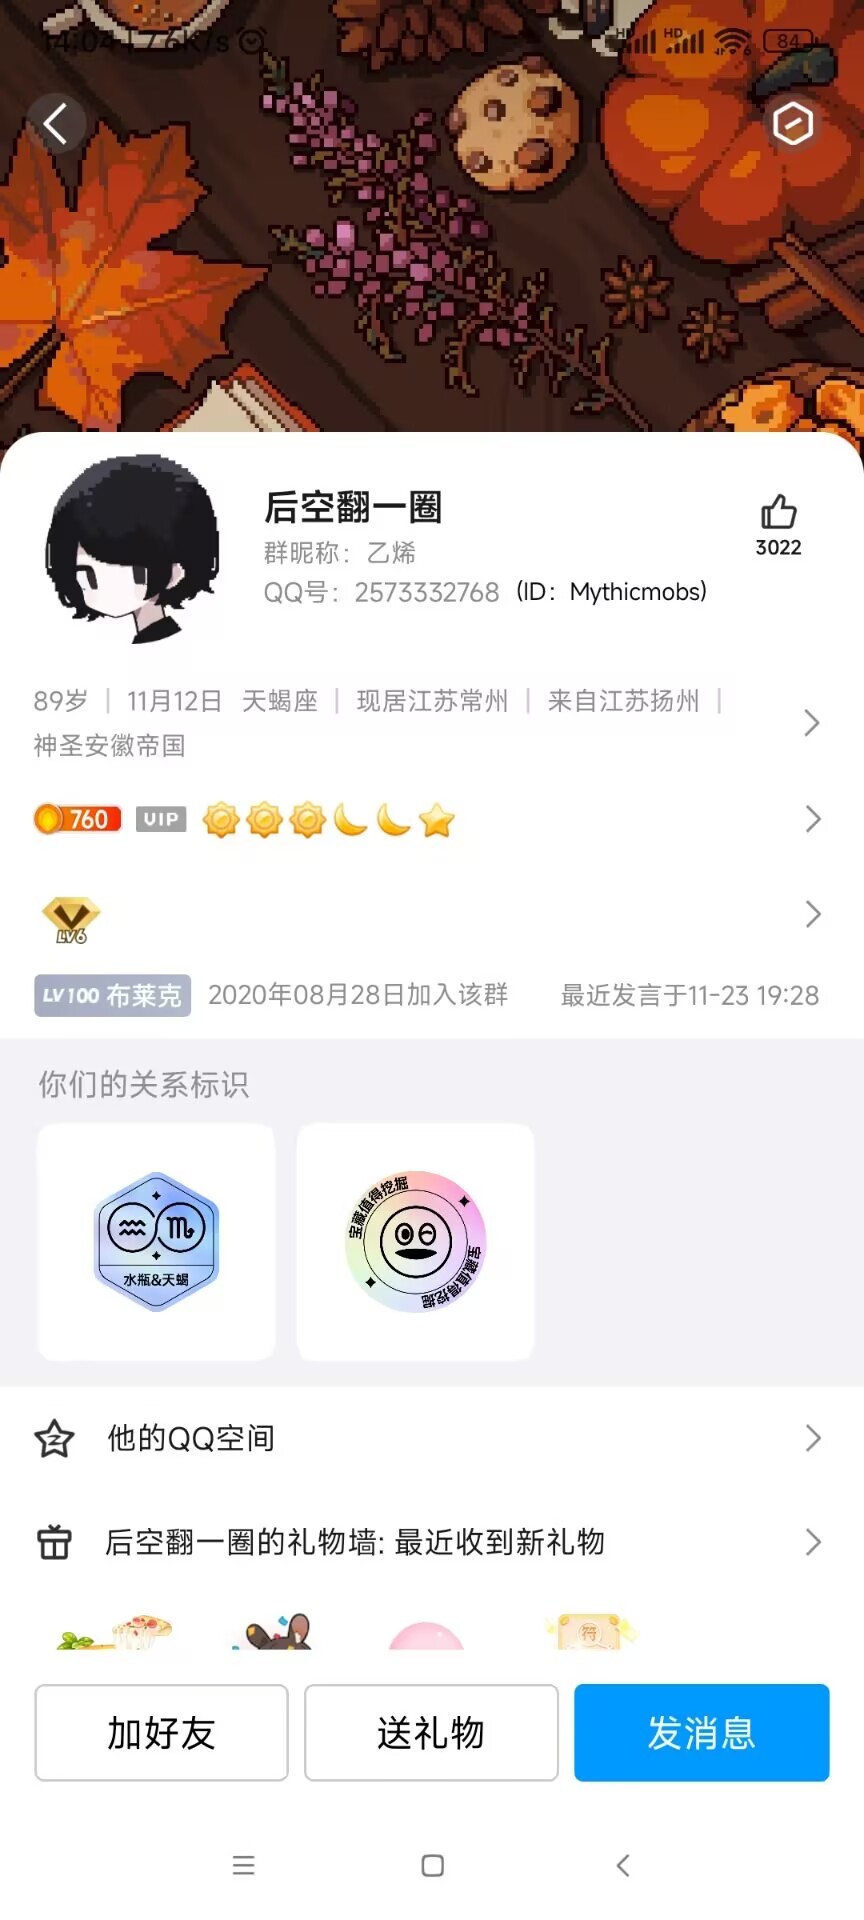 14:04 | 7.6K/s
HD HD 6 84
后空翻一圈
群昵称：乙烯
3022
QQ号：2573332768 (ID：Mythicmobs)
89岁 | 11月12日 天蝎座 | 现居江苏常州 | 来自江苏扬州 |
神圣安徽帝国
760 VIP
LV6
LV100 布莱克 2020年08月28日加入该群 最近发言于11-23 19:28
你们的关系标识
水瓶&天蝎
宝藏值得挖掘
宝藏值得挖掘
他的QQ空间
后空翻一圈的礼物墙: 最近收到新礼物
符
加好友 送礼物 发消息